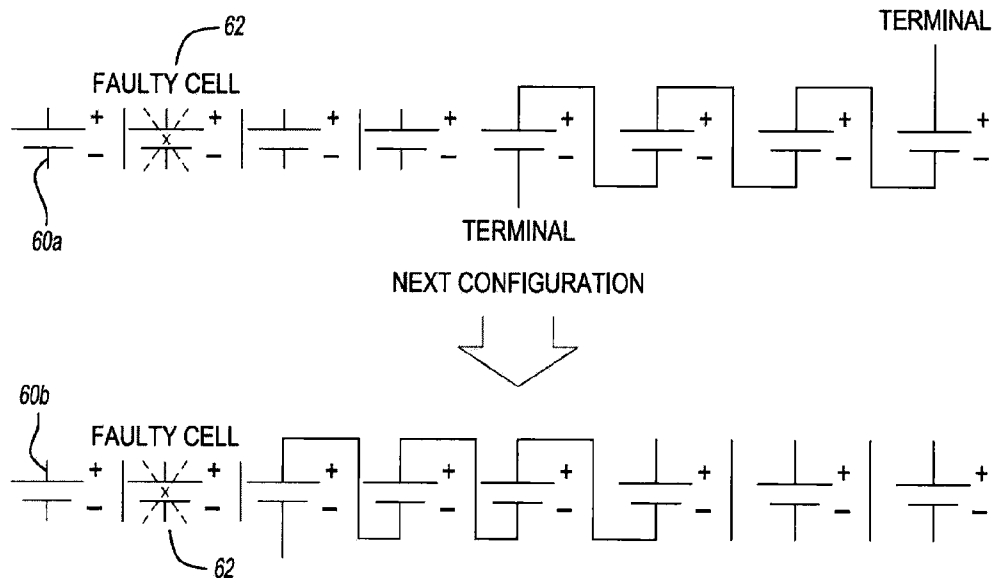 62
TERMINAL
FAULTY CELL
+ + + + + + + +
x
− − − − − − − −
60a
TERMINAL
NEXT CONFIGURATION
60b
FAULTY CELL
+ + + + + + + +
x
− − − − − − − −
62